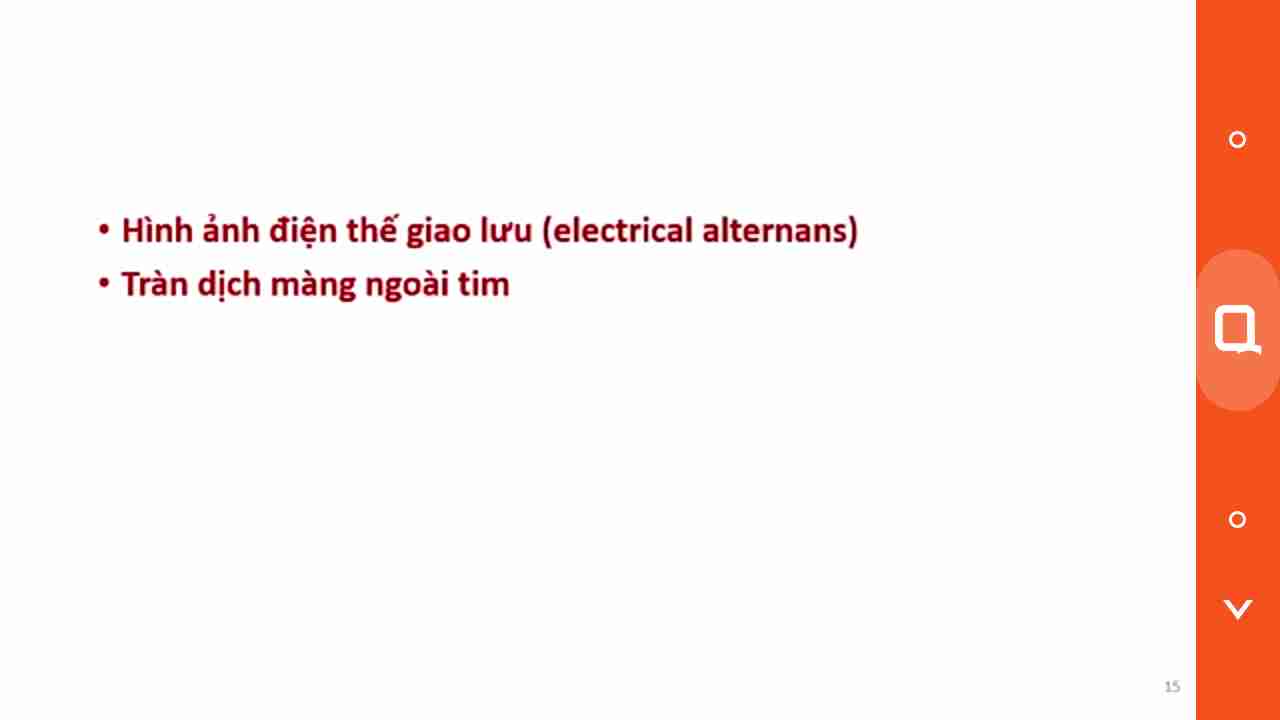 • Hình ảnh điện thế giao lưu (electrical alternans)
• Tràn dịch màng ngoài tim
15